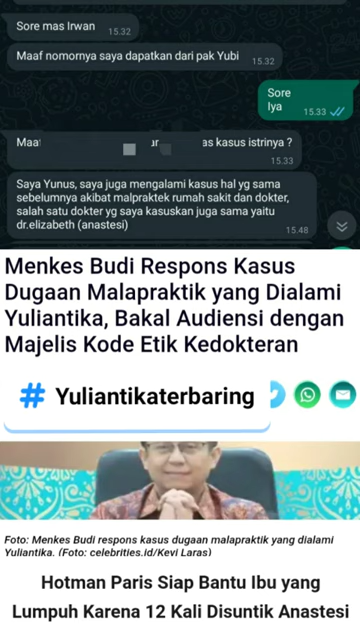 Sore mas Irwan
15.32
Maaf nomornya saya dapatkan dari pak Yubi
15.32
Sore
Iya
15.33
as kasus istrinya ?
15.33
Saya Yunus, saya juga mengalami kasus hal yg sama
sebelumnya akibat malpraktek rumah sakit dan dokter,
salah satu dokter yg saya kasuskan juga sama yaitu
dr.elizabeth (anastesi)
15.48
Menkes Budi Respons Kasus
Dugaan Malapraktik yang Dialami
Yuliantika, Bakal Audiensi dengan
Majelis Kode Etik Kedokteran
# Yuliantikaterbaring
Foto: Menkes Budi respons kasus dugaan malapraktik yang dialami
Yuliantika. (Foto: celebrities.id/Kevi Laras)
Hotman Paris Siap Bantu Ibu yang
Lumpuh Karena 12 Kali Disuntik Anastesi